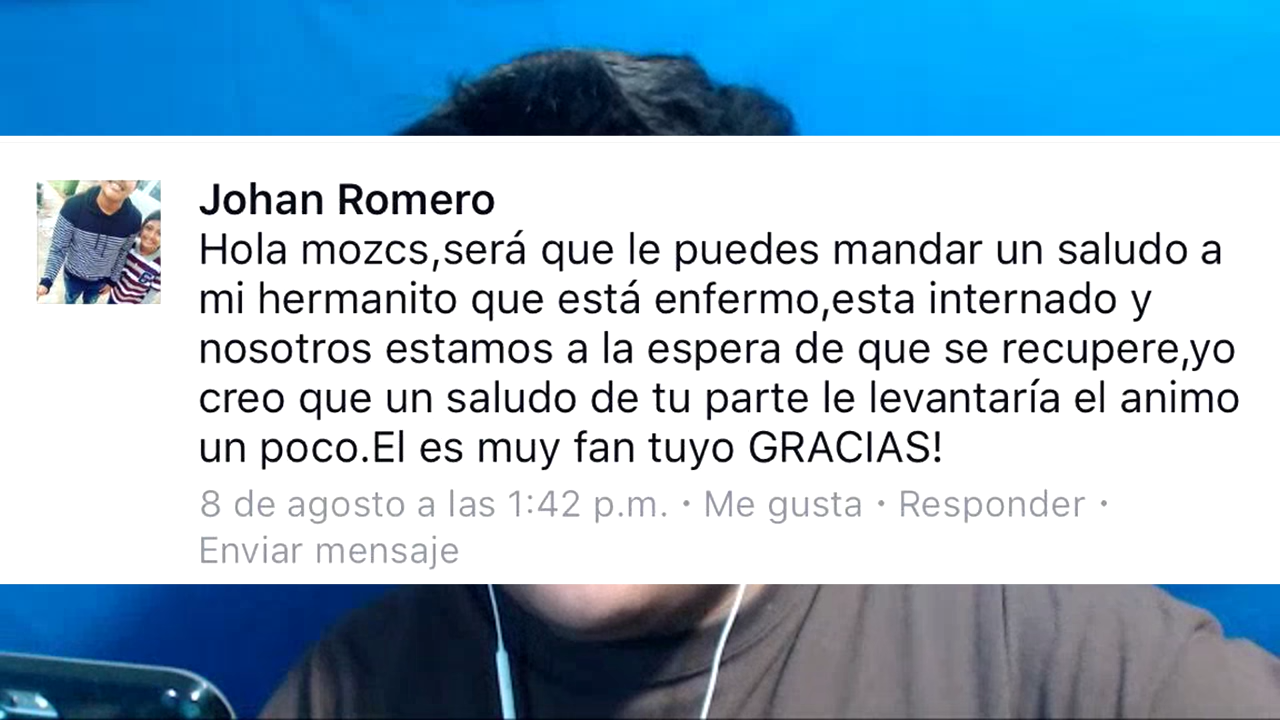 Johan Romero
Hola mozcs,será que le puedes mandar un saludo a
mi hermanito que está enfermo,esta internado y
nosotros estamos a la espera de que se recupere,yo
creo que un saludo de tu parte le levantaría el animo
un poco.El es muy fan tuyo GRACIAS!
8 de agosto a las 1:42 p.m. · Me gusta · Responder ·
Enviar mensaje